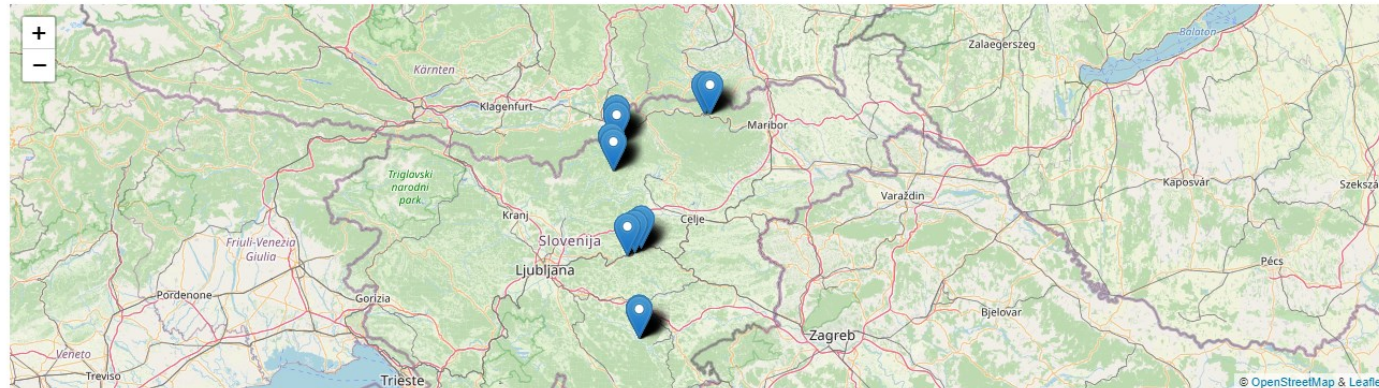 +
−
Balaton
Zalaegerszeg
Kärnten
Klagenfurt
Maribor
Triglavski
narodni
park
Kaposvár
Szekszá
Varaždin
Kranj
Celje
Friuli-Venezia
Giulia
Slovenija
Ljubljana
Pécs
Pordenone
Gorizia
Bjelovar
Zagreb
Veneto
Treviso
Trieste
© OpenStreetMap & Leafle